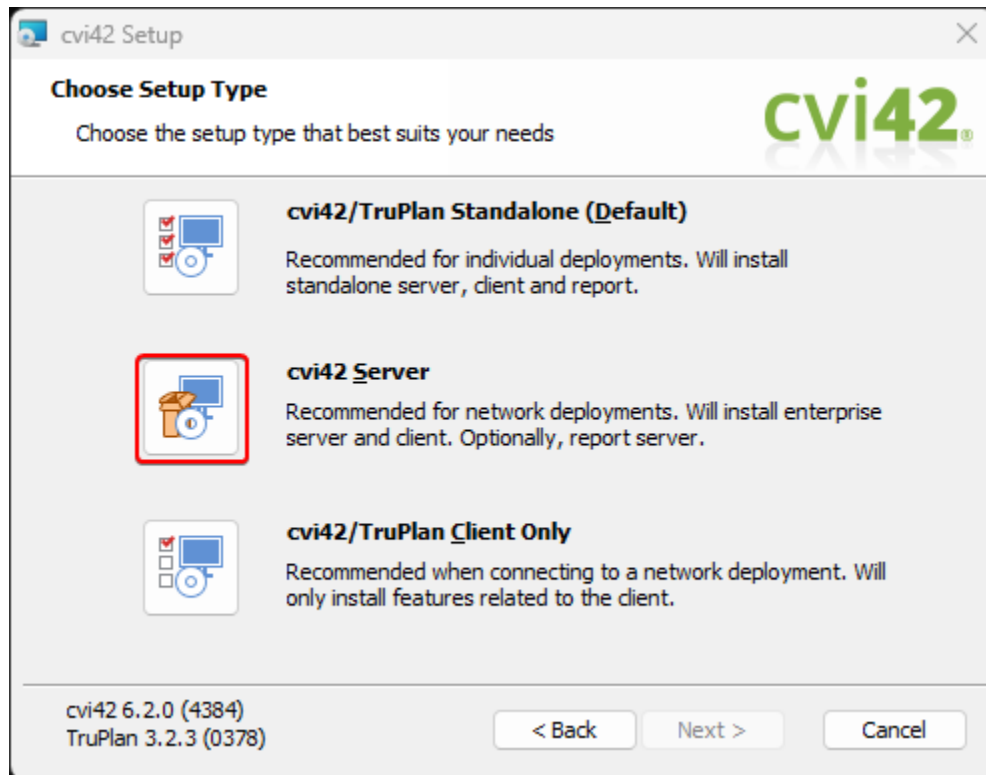 cvi42 Setup
Choose Setup Type
Choose the setup type that best suits your needs
cvi42®
cvi42/TruPlan Standalone (Default)
Recommended for individual deployments. Will install
standalone server, client and report.
cvi42 Server
Recommended for network deployments. Will install enterprise
server and client. Optionally, report server.
cvi42/TruPlan Client Only
Recommended when connecting to a network deployment. Will
only install features related to the client.
cvi42 6.2.0 (4384)
TruPlan 3.2.3 (0378)
< Back
Next >
Cancel